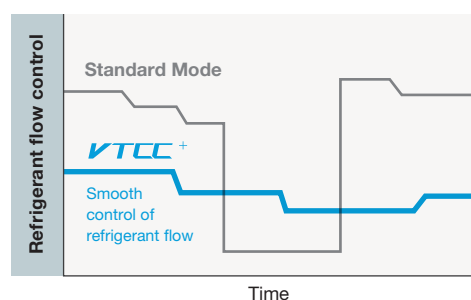 Refrigerant flow control
Standard Mode
VTCC+
Smooth
control of
refrigerant flow
Time